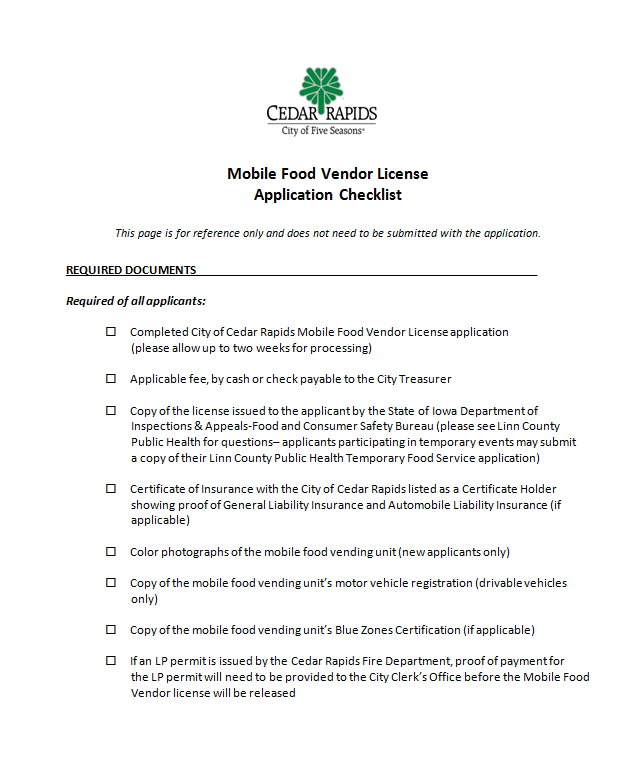 CEDAR RAPIDS
City of Five Seasons®
Mobile Food Vendor License
Application Checklist
This page is for reference only and does not need to be submitted with the application.
REQUIRED DOCUMENTS
Required of all applicants:
☐ Completed City of Cedar Rapids Mobile Food Vendor License application
(please allow up to two weeks for processing)
☐ Applicable fee, by cash or check payable to the City Treasurer
☐ Copy of the license issued to the applicant by the State of Iowa Department of
Inspections & Appeals-Food and Consumer Safety Bureau (please see Linn County
Public Health for questions– applicants participating in temporary events may submit
a copy of their Linn County Public Health Temporary Food Service application)
☐ Certificate of Insurance with the City of Cedar Rapids listed as a Certificate Holder
showing proof of General Liability Insurance and Automobile Liability Insurance (if
applicable)
☐ Color photographs of the mobile food vending unit (new applicants only)
☐ Copy of the mobile food vending unit's motor vehicle registration (drivable vehicles
only)
☐ Copy of the mobile food vending unit's Blue Zones Certification (if applicable)
☐ If an LP permit is issued by the Cedar Rapids Fire Department, proof of payment for
the LP permit will need to be provided to the City Clerk's Office before the Mobile Food
Vendor license will be released